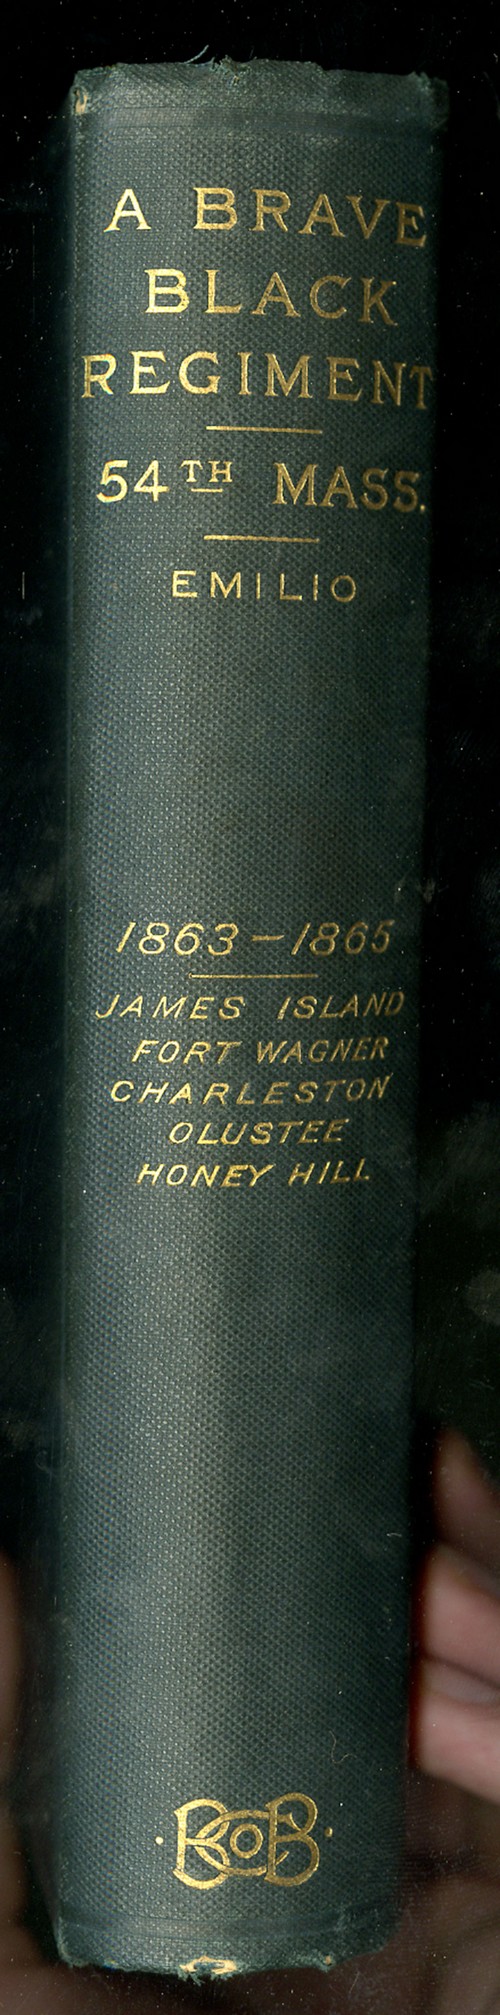 A BRAVE
BLACK
REGIMENT
54TH MASS.
EMILIO
1863-1865
JAMES ISLAND
FORT WAGNER
CHARLESTON
OLUSTEE
HONEY HILL